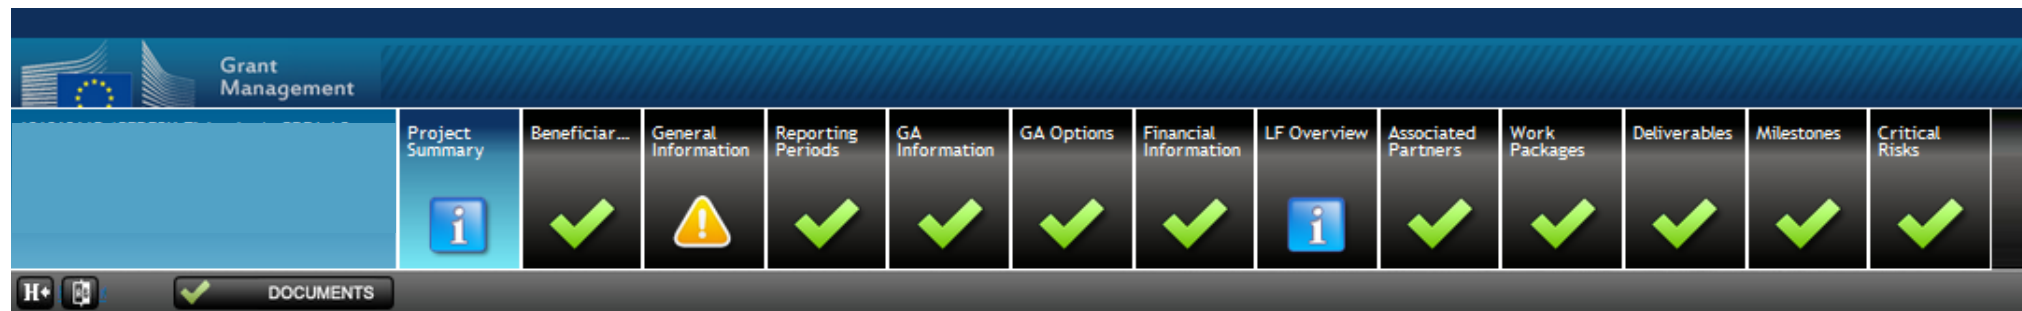 Grant
Management
Project
Summary
Beneficiar...
General
Information
Reporting
Periods
GA
Information
GA Options
Financial
Information
LF Overview
Associated
Partners
Work
Packages
Deliverables
Milestones
Critical
Risks
H
DOCUMENTS